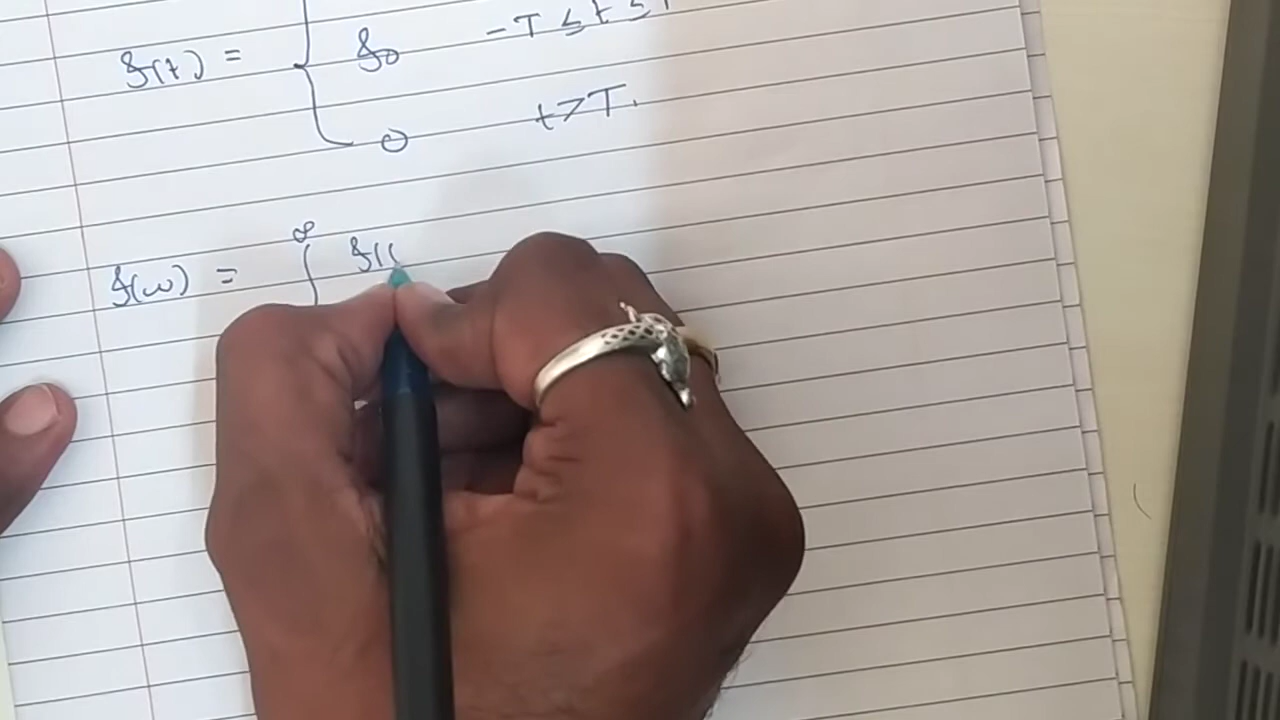 f(t) = { f₀ -T ≤ t ≤ T
0 t>T.
f(ω) = ∫ ∞ f(